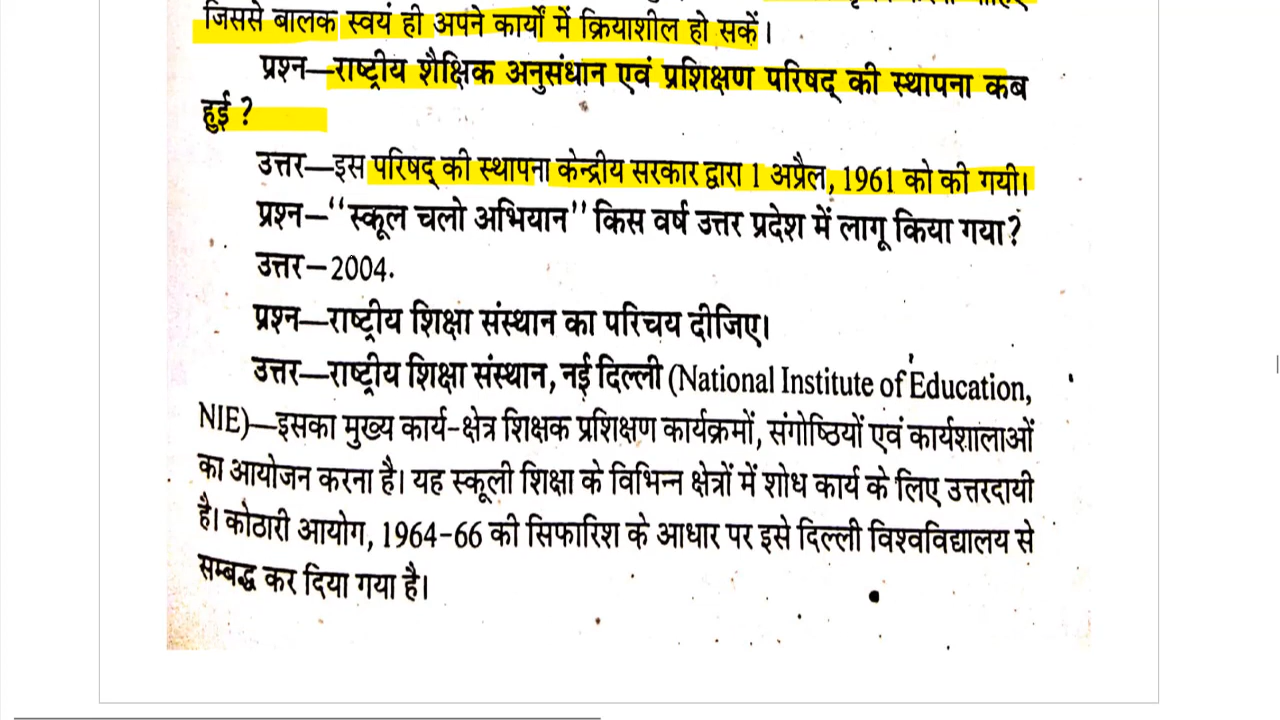 जिससे बालक स्वयं ही अपने कार्यों में क्रियाशील हो सकें।
प्रश्न—राष्ट्रीय शैक्षिक अनुसंधान एवं प्रशिक्षण परिषद् की स्थापना कब
हुई ?
उत्तर—इस परिषद् की स्थापना केन्द्रीय सरकार द्वारा 1 अप्रैल, 1961 को की गयी।
प्रश्न–‘‘स्कूल चलो अभियान’’ किस वर्ष उत्तर प्रदेश में लागू किया गया?
उत्तर–2004.
प्रश्न—राष्ट्रीय शिक्षा संस्थान का परिचय दीजिए।
उत्तर—राष्ट्रीय शिक्षा संस्थान, नई दिल्ली (National Institute of Education,
NIE)—इसका मुख्य कार्य-क्षेत्र शिक्षक प्रशिक्षण कार्यक्रमों, संगोष्ठियों एवं कार्यशालाओं
का आयोजन करना है। यह स्कूली शिक्षा के विभिन्न क्षेत्रों में शोध कार्य के लिए उत्तरदायी
है। कोठारी आयोग, 1964-66 की सिफारिश के आधार पर इसे दिल्ली विश्वविद्यालय से
सम्बद्ध कर दिया गया है।